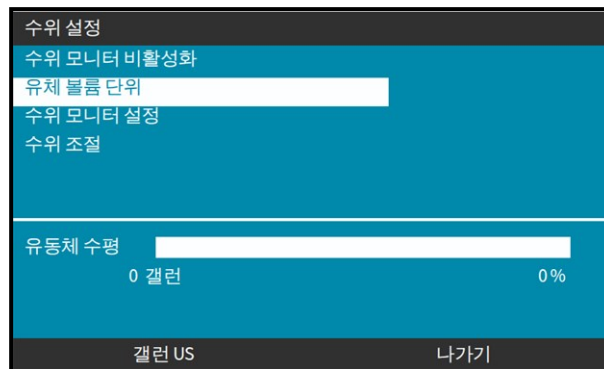 수위 설정
수위 모니터 비활성화
유체 볼륨 단위
수위 모니터 설정
수위 조절
유동체 수평
0 갤런 0%
갤런 US 나가기